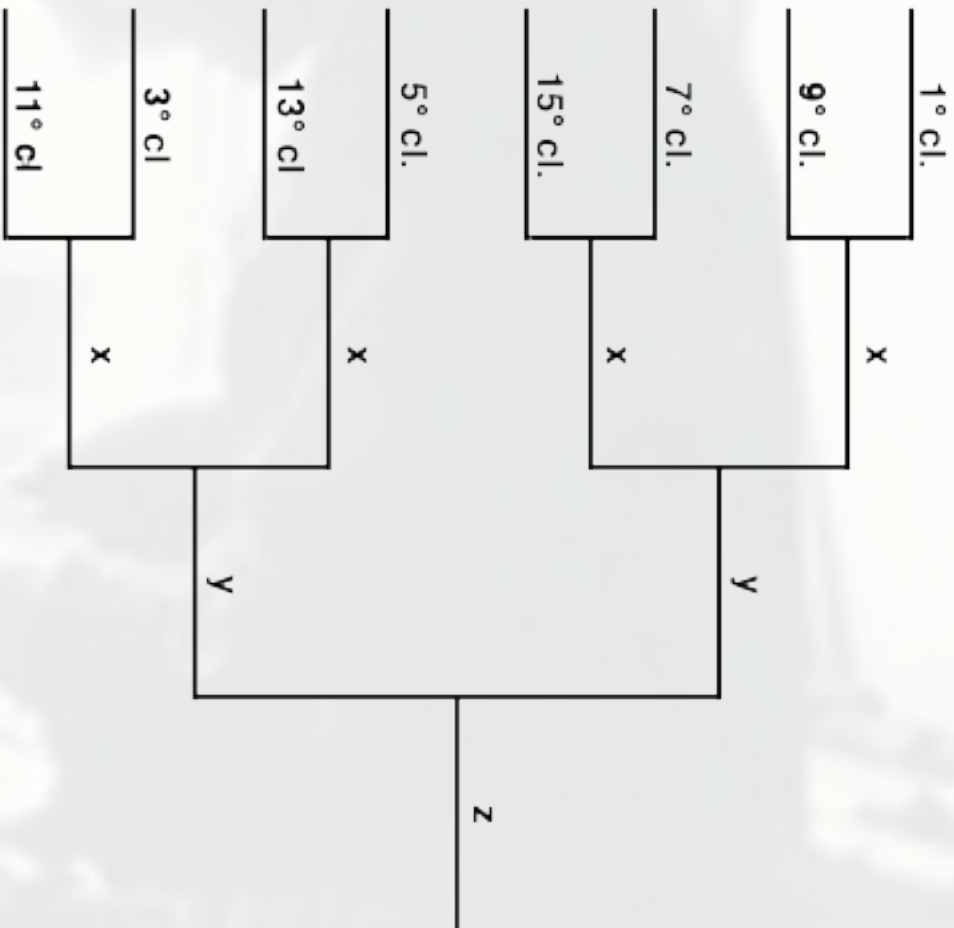 1° cl.
9° cl.
7° cl.
15° cl.
5° cl.
13° cl
3° cl
11° cl
x
x
x
x
y
y
z